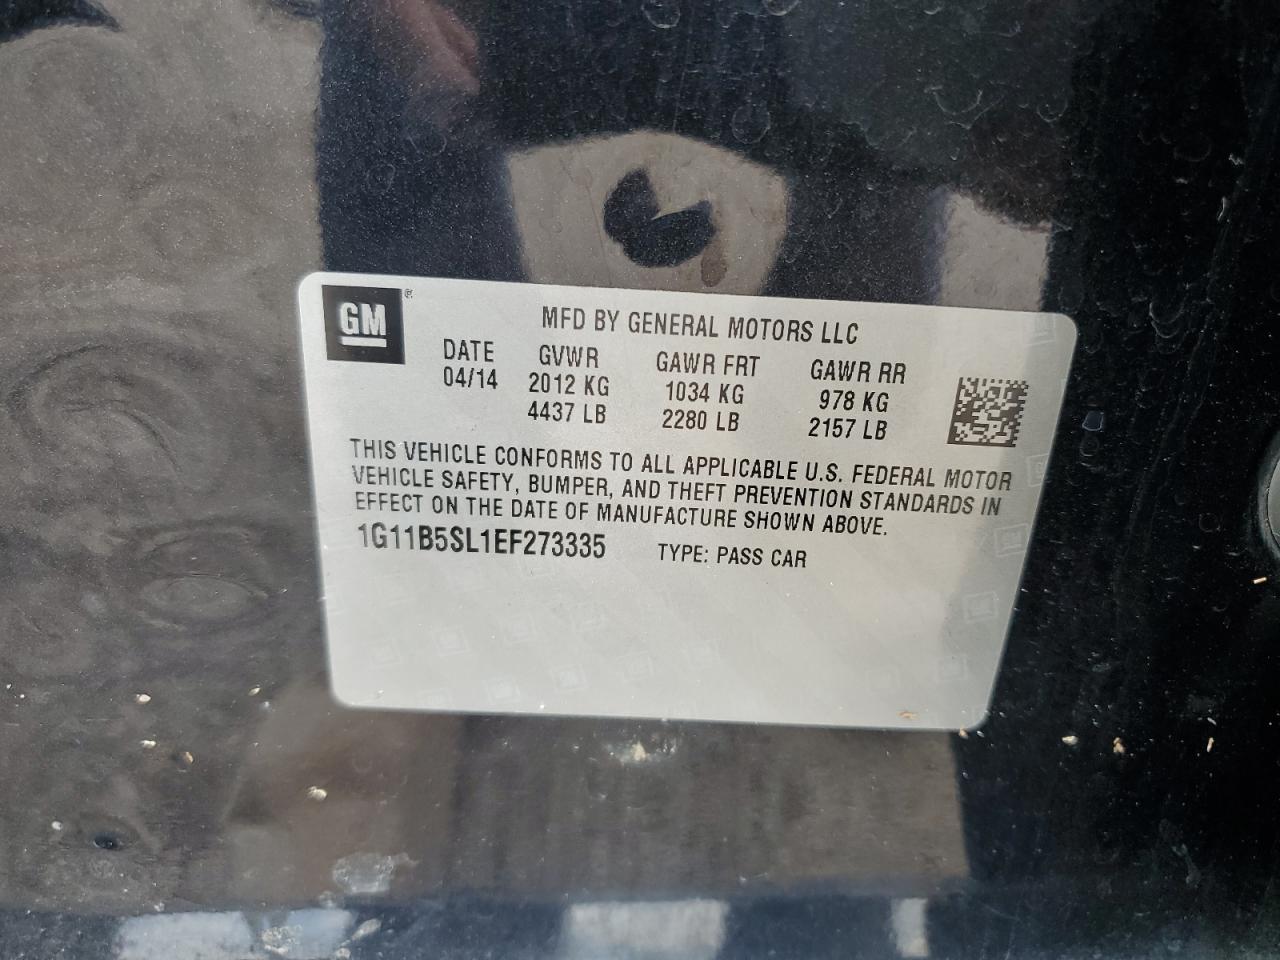 GM ®
MFD BY GENERAL MOTORS LLC
DATE GVWR GAWR FRT GAWR RR
04/14 2012 KG 1034 KG 978 KG
4437 LB 2280 LB 2157 LB
THIS VEHICLE CONFORMS TO ALL APPLICABLE U.S. FEDERAL MOTOR
VEHICLE SAFETY, BUMPER, AND THEFT PREVENTION STANDARDS IN
EFFECT ON THE DATE OF MANUFACTURE SHOWN ABOVE.
1G11B5SL1EF273335 TYPE: PASS CAR